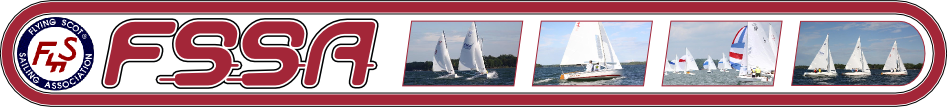 FLYING SCOT®
FS
SAILING ASSOCIATION
FSSA